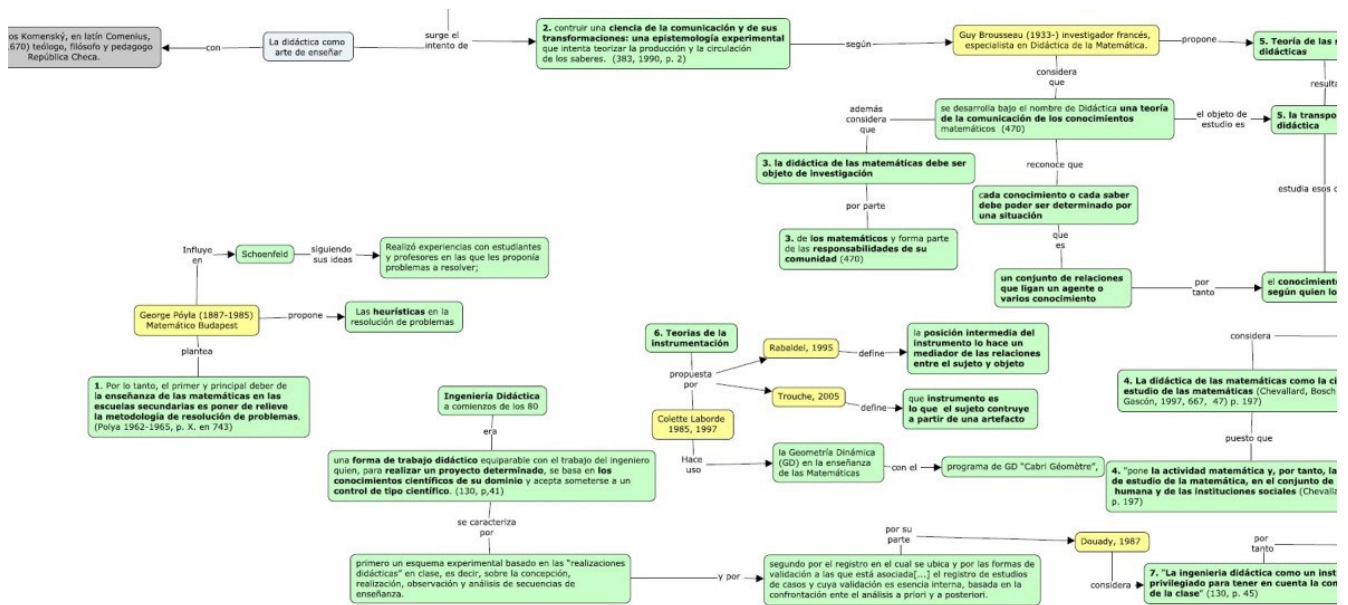 os Komenský, en latín Comenius,
1670) teólogo, filósofo y pedagogo
República Checa.
con
La didáctica como
arte de enseñar
surge el
intento de
2. contruir una ciencia de la comunicación y de sus
transformaciones: una epistemología experimental
que intenta teorizar la producción y la circulación
de los saberes. (383, 1990, p. 2)
según
Guy Brousseau (1933-) investigador francés,
especialista en Didáctica de la Matemática.
propone
5. Teoría de las
didácticas
considera
que
resulta
además
considera
que
se desarrolla bajo el nombre de Didáctica una teoría
de la comunicación de los conocimientos
matemáticos (470)
el objeto de
estudio es
5. la transpo
didáctica
3. la didáctica de las matemáticas debe ser
objeto de investigación
reconoce que
estudia esos
por parte
cada conocimiento o cada saber
debe poder ser determinado por
una situación
3. de los matemáticos y forma parte
de las responsabilidades de su
comunidad (470)
que
es
un conjunto de relaciones
que ligan un agente o
varios conocimiento
por
tanto
el conocimiento
según quien lo
Influye
en
Schoenfeld
siguiendo
sus ideas
Realizó experiencias con estudiantes
y profesores en las que les proponía
problemas a resolver;
George Póyla (1887-1985)
Matemático Budapest
propone
Las heurísticas en la
resolución de problemas
plantea
1. Por lo tanto, el primer y principal deber de
la enseñanza de las matemáticas en las
escuelas secundarias es poner de relieve
la metodología de resolución de problemas.
(Polya 1962-1965, p. X. en 743)
6. Teorias de la
instrumentación
propuesta
por
Rabaldel, 1995
define
la posición intermedia del
instrumento lo hace un
mediador de las relaciones
entre el sujeto y objeto
Trouche, 2005
define
que instrumento es
lo que el sujeto contruye
a partir de una artefacto
Colette Laborde
1985, 1997
Hace
uso
la Geometría Dinámica
(GD) en la enseñanza
de las Matemáticas
con el
programa de GD "Cabri Géomètre",
considera
4. La didáctica de las matemáticas como la ci
estudio de las matemáticas (Chevallard, Bosch
Gascón, 1997, 667, 47) p. 197)
puesto que
4. "pone la actividad matemática y, por tanto, la
de estudio de la matemática, en el conjunto de
humana y de las instituciones sociales (Chevalla
p. 197)
Ingeniería Didáctica
a comienzos de los 80
era
una forma de trabajo didáctico equiparable con el trabajo del ingeniero
quien, para realizar un proyecto determinado, se basa en los
conocimientos científicos de su dominio y acepta someterse a un
control de tipo científico. (130, p,41)
se caracteriza
por
primero un esquema experimental basado en las "realizaciones
didácticas" en clase, es decir, sobre la concepción,
realización, observación y análisis de secuencias de
enseñanza.
y por
segundo por el registro en el cual se ubica y por las formas de
validación a las que está asociada[...] el registro de estudios
de casos y cuya validación es esencia interna, basada en la
confrontación ente el análisis a priori y a posteriori.
por su
parte
Douady, 1987
considera
por
tanto
7. "La ingenieria didáctica como un inst
privilegiado para tener en cuenta la con
de la clase" (130, p. 45)